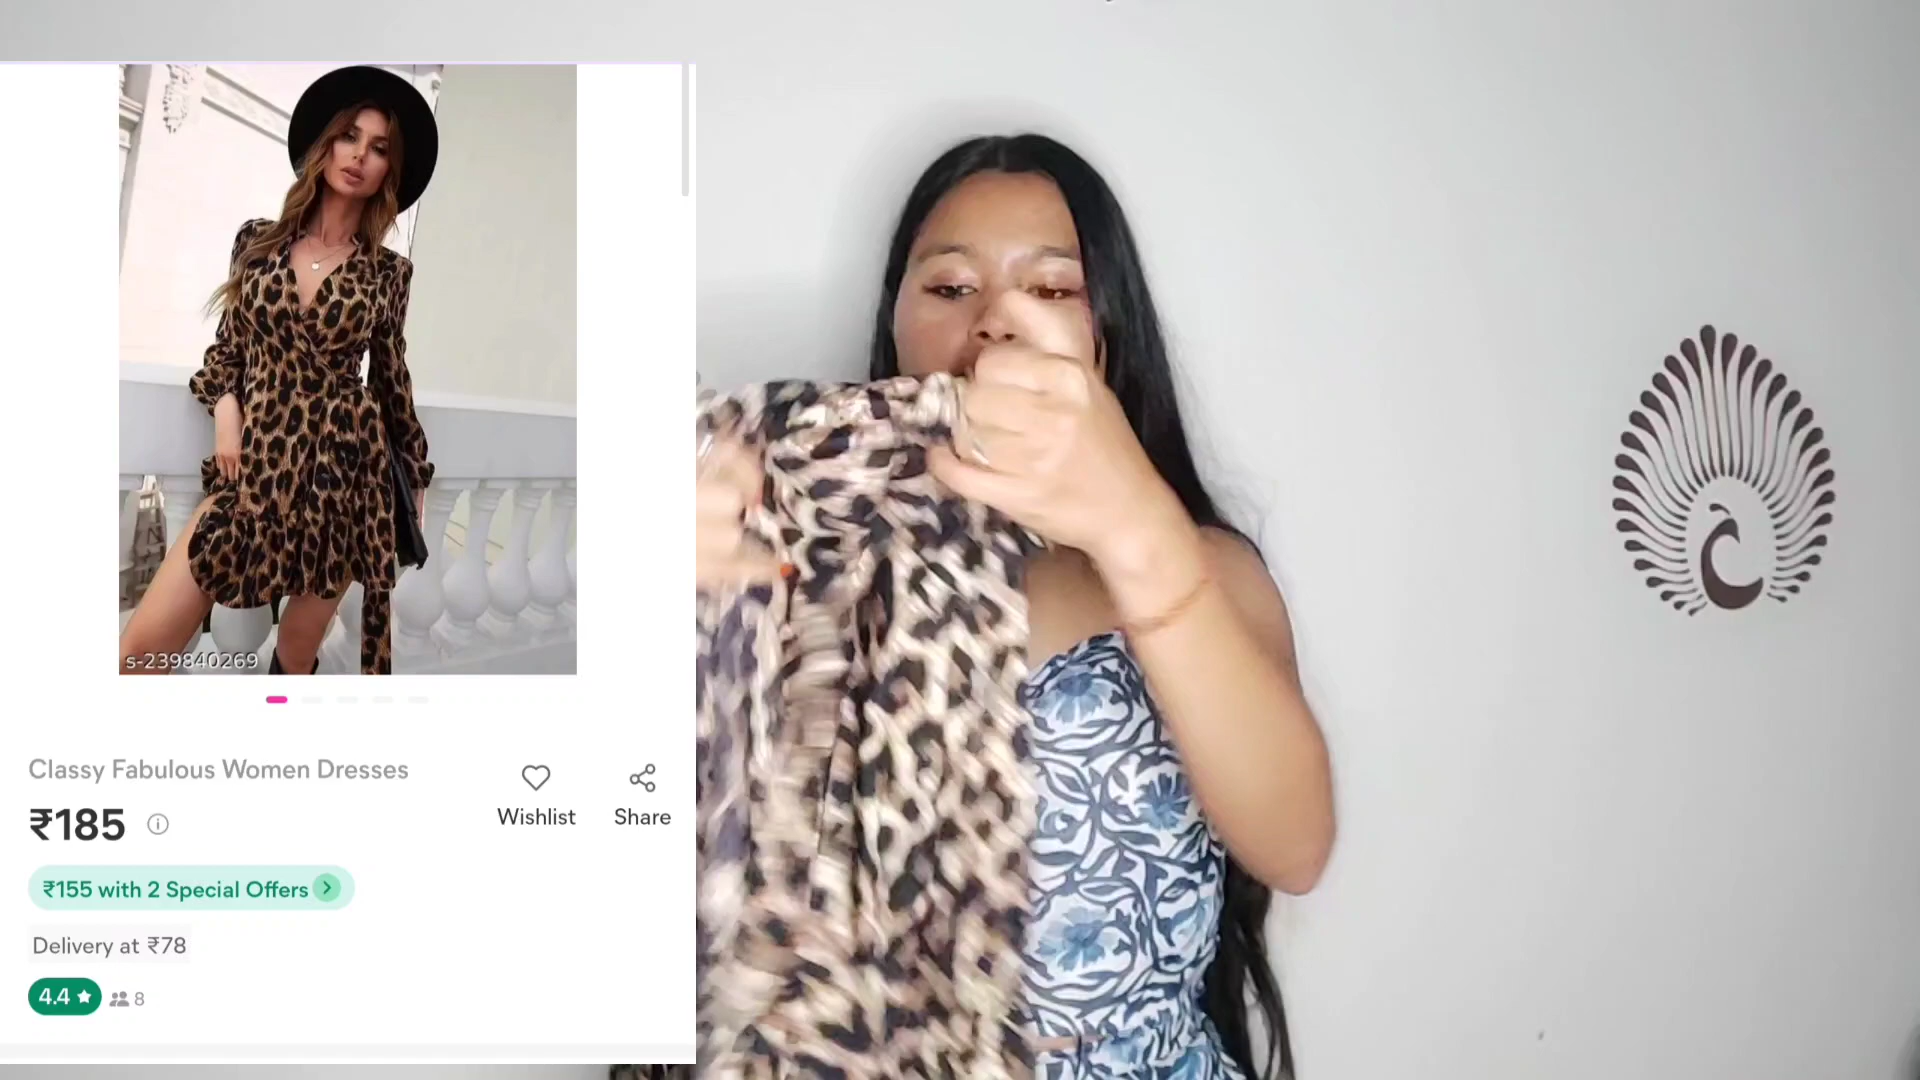 s-239840269
Classy Fabulous Women Dresses
₹185
Wishlist
Share
₹155 with 2 Special Offers
Delivery at ₹78
4.4
8